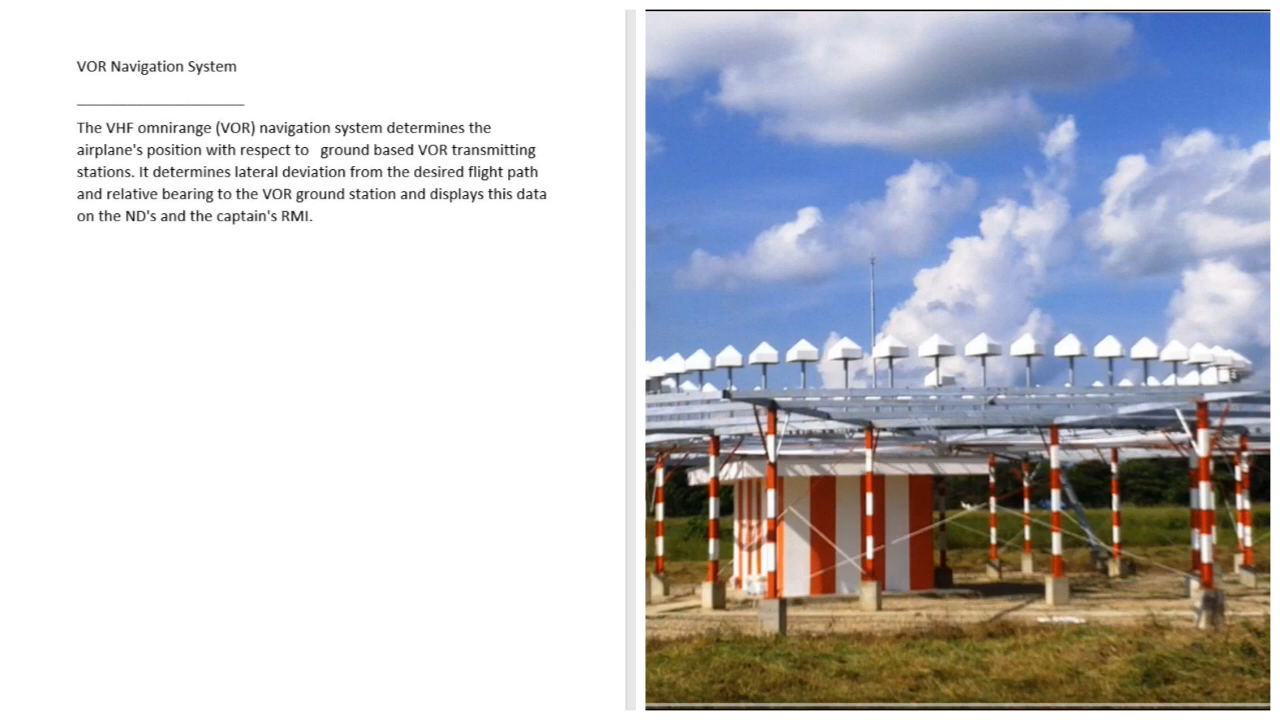 VOR Navigation System
The VHF omnirange (VOR) navigation system determines the
airplane's position with respect to   ground based VOR transmitting
stations. It determines lateral deviation from the desired flight path
and relative bearing to the VOR ground station and displays this data
on the ND's and the captain's RMI.